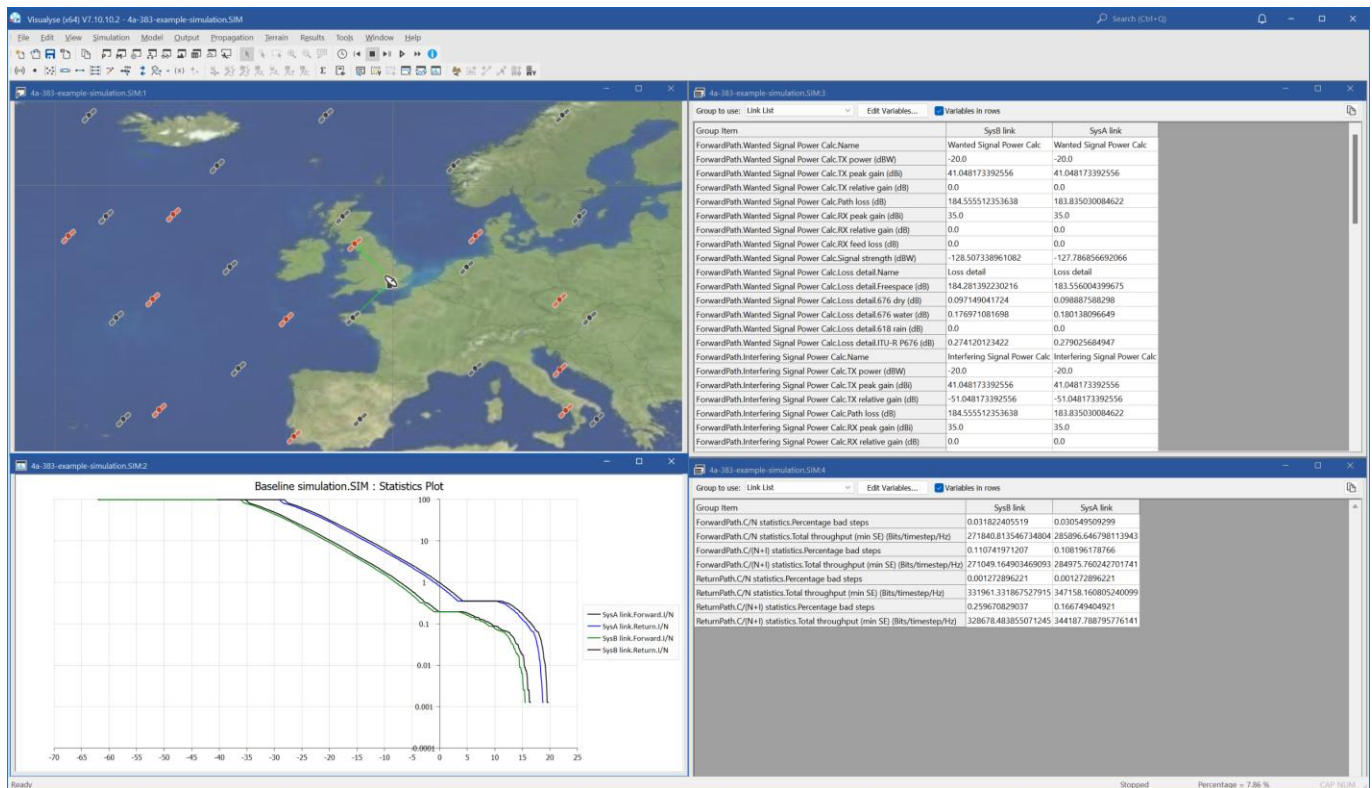 Visualyse (x64) V7.10.10.2 - 4a-383-example-simulation.SIM
Search (Ctrl+Q)
File Edit View Simulation Model Output Propagation Terrain Results Tools Window Help
4a-383-example-simulation.SIM:1
4a-383-example-simulation.SIM:3
Group to use: Link List Edit Variables... Variables in rows
Group Item SysB link SysA link
ForwardPath.Wanted Signal Power Calc.Name Wanted Signal Power Calc Wanted Signal Power Calc
ForwardPath.Wanted Signal Power Calc.TX power (dBW) -20.0 -20.0
ForwardPath.Wanted Signal Power Calc.TX peak gain (dBi) 41.048173392556 41.048173392556
ForwardPath.Wanted Signal Power Calc.TX relative gain (dB) 0.0 0.0
ForwardPath.Wanted Signal Power Calc.Path loss (dB) 184.555512353638 183.835030084622
ForwardPath.Wanted Signal Power Calc.RX peak gain (dBi) 35.0 35.0
ForwardPath.Wanted Signal Power Calc.RX relative gain (dB) 0.0 0.0
ForwardPath.Wanted Signal Power Calc.RX feed loss (dB) 0.0 0.0
ForwardPath.Wanted Signal Power Calc.Signal strength (dBW) -128.507338961082 -127.786856692066
ForwardPath.Wanted Signal Power Calc.Loss detail.Name Loss detail Loss detail
ForwardPath.Wanted Signal Power Calc.Loss detail.Freespace (dB) 184.281392230216 183.556004399675
ForwardPath.Wanted Signal Power Calc.Loss detail.676 dry (dB) 0.097149041724 0.098887588298
ForwardPath.Wanted Signal Power Calc.Loss detail.676 water (dB) 0.176971081698 0.180138096649
ForwardPath.Wanted Signal Power Calc.Loss detail.618 rain (dB) 0.0 0.0
ForwardPath.Wanted Signal Power Calc.Loss detail.ITU-R P676 (dB) 0.274120123422 0.279025684947
ForwardPath.Interfering Signal Power Calc.Name Interfering Signal Power Calc Interfering Signal Power Calc
ForwardPath.Interfering Signal Power Calc.TX power (dBW) -20.0 -20.0
ForwardPath.Interfering Signal Power Calc.TX peak gain (dBi) 41.048173392556 41.048173392556
ForwardPath.Interfering Signal Power Calc.TX relative gain (dB) -51.048173392556 -51.048173392556
ForwardPath.Interfering Signal Power Calc.Path loss (dB) 184.555512353638 183.835030084622
ForwardPath.Interfering Signal Power Calc.RX peak gain (dBi) 35.0 35.0
ForwardPath.Interfering Signal Power Calc.RX relative gain (dB) 0.0 0.0
4a-383-example-simulation.SIM:2
Baseline simulation.SIM : Statistics Plot
100
10
1
0.1
0.01
0.001
0.0001
-70 -65 -60 -55 -50 -45 -40 -35 -30 -25 -20 -15 -10 -5 0 5 10 15 20 25
SysA link.Forward.I/N
SysA link.Return.I/N
SysB link.Forward.I/N
SysB link.Return.I/N
4a-383-example-simulation.SIM:4
Group to use: Link List Edit Variables... Variables in rows
Group Item SysB link SysA link
ForwardPath.C/N statistics.Percentage bad steps 0.031822405519 0.030549509299
ForwardPath.C/N statistics.Total throughput (min SE) (Bits/timestep/Hz) 271840.813546734804 285896.646798113943
ForwardPath.C/(N+I) statistics.Percentage bad steps 0.110741971207 0.108196178766
ForwardPath.C/(N+I) statistics.Total throughput (min SE) (Bits/timestep/Hz) 271049.164903469093 284975.760242701741
ReturnPath.C/N statistics.Percentage bad steps 0.001272896221 0.001272896221
ReturnPath.C/N statistics.Total throughput (min SE) (Bits/timestep/Hz) 331961.331867527915 347158.160805240099
ReturnPath.C/(N+I) statistics.Percentage bad steps 0.259670829037 0.166749404921
ReturnPath.C/(N+I) statistics.Total throughput (min SE) (Bits/timestep/Hz) 328678.483855071245 344187.788795776141
Ready Stopped Percentage = 7.86 % CAP NUM